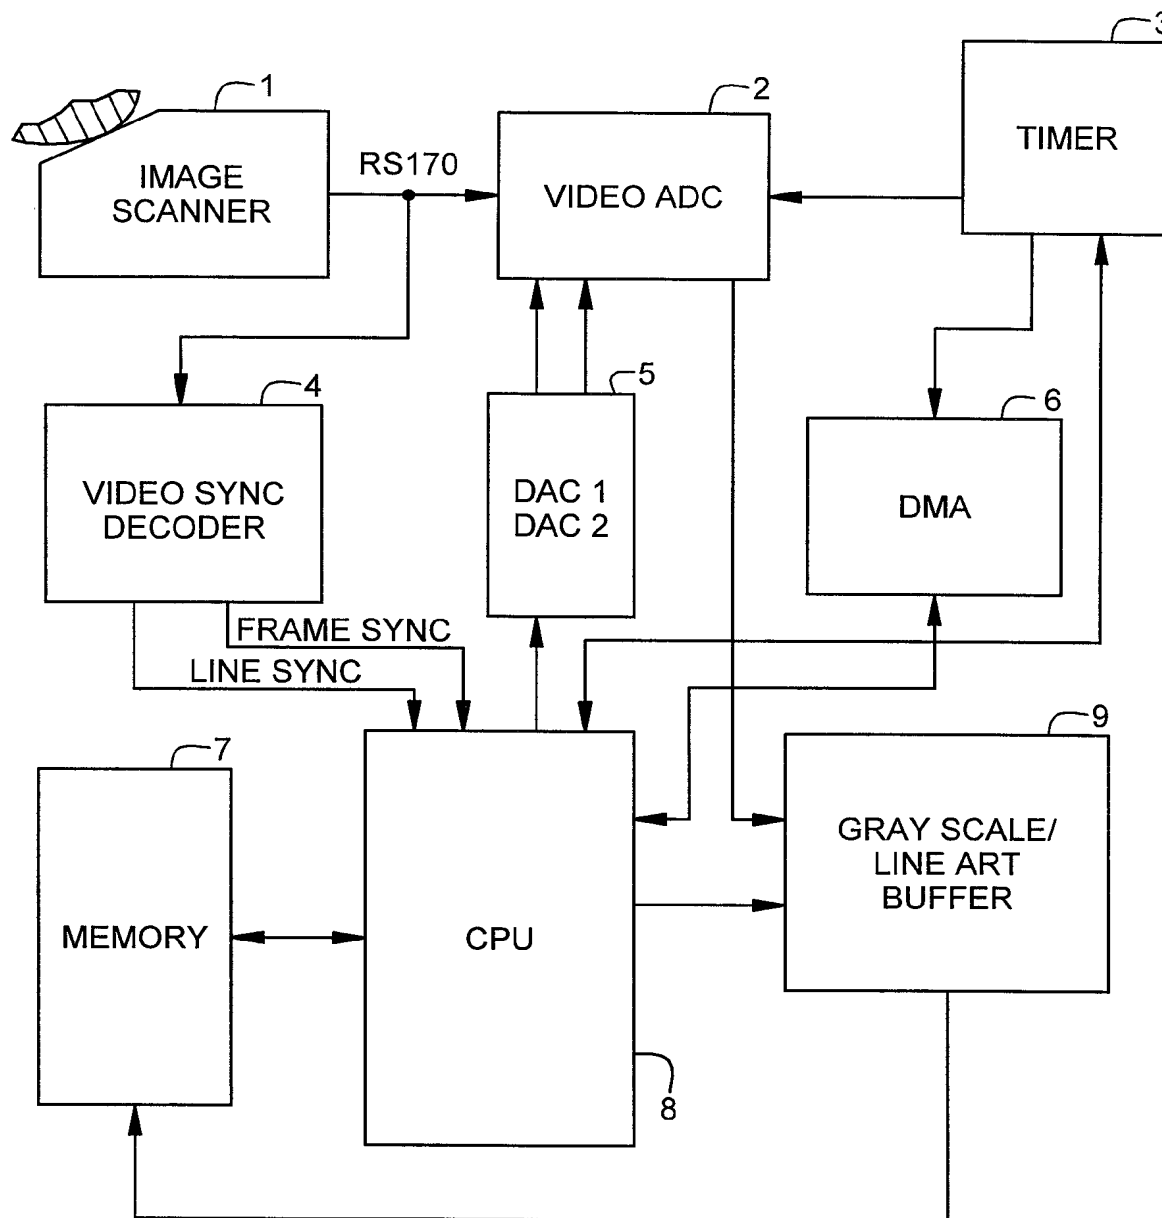 1
IMAGE
SCANNER
RS170
2
VIDEO ADC
3
TIMER
4
VIDEO SYNC
DECODER
5
DAC 1
DAC 2
6
DMA
FRAME SYNC
LINE SYNC
7
MEMORY
CPU
8
9
GRAY SCALE/
LINE ART
BUFFER